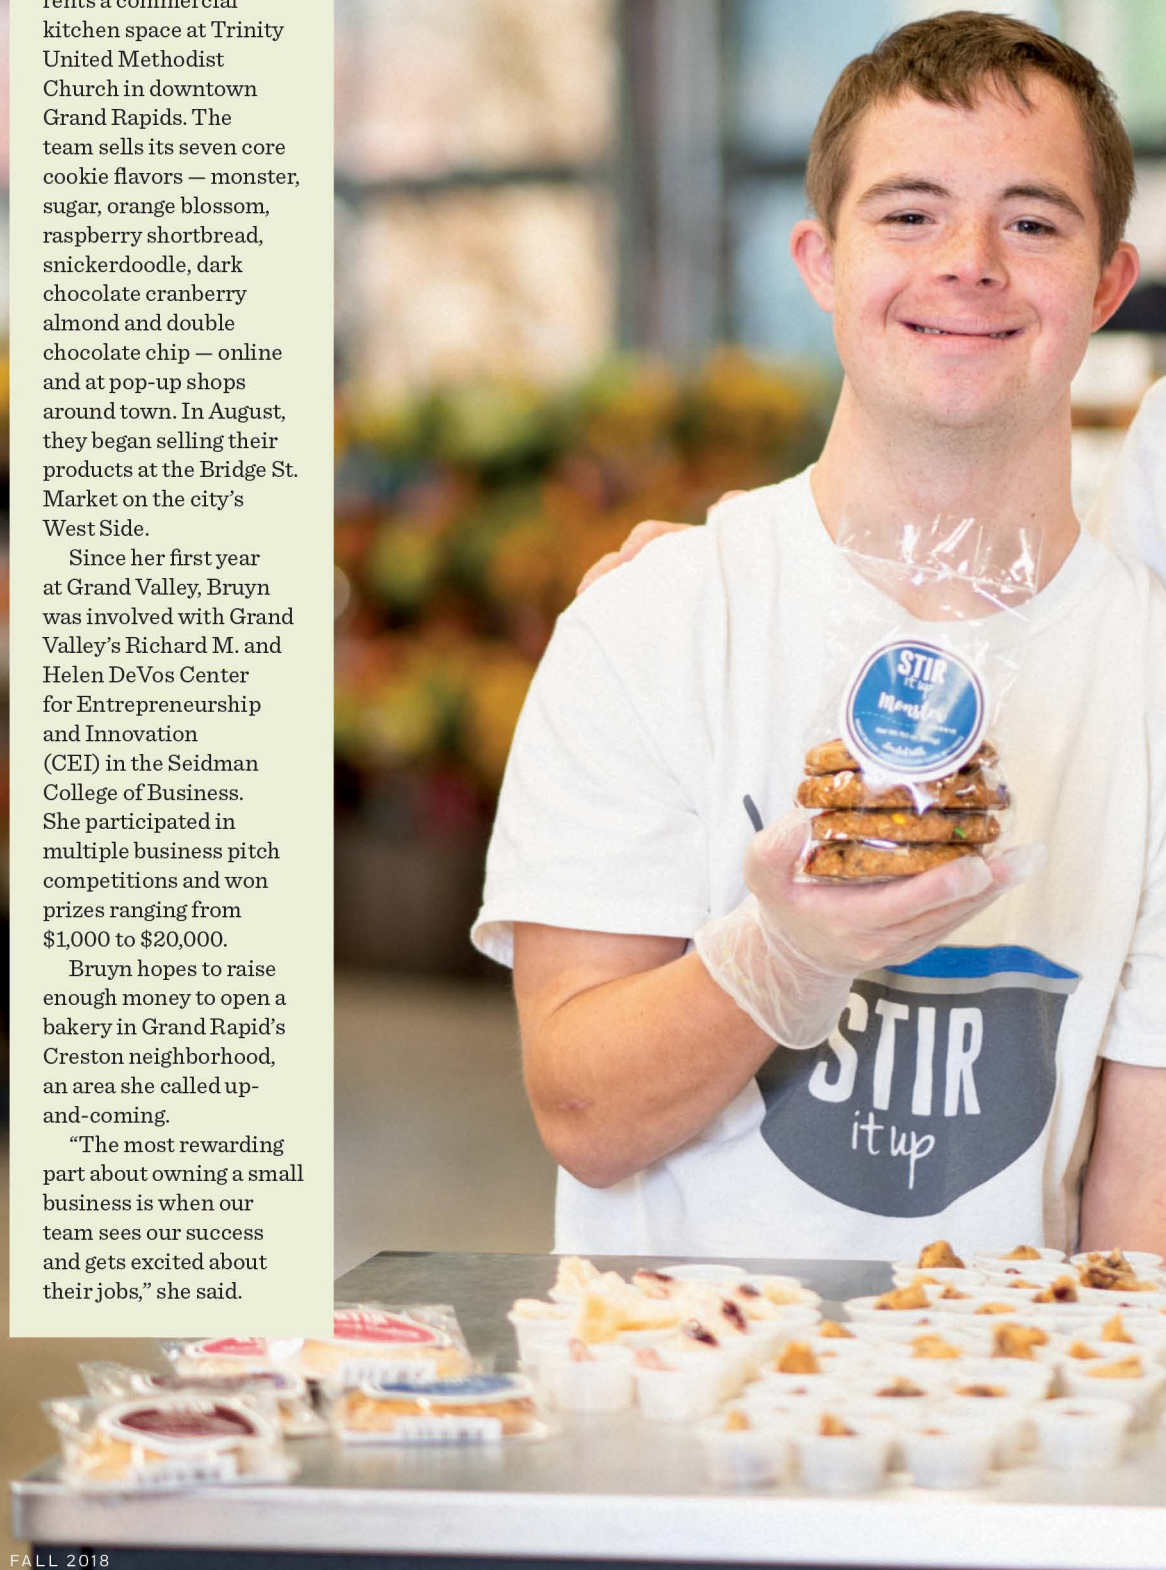 rents a commercial
kitchen space at Trinity
United Methodist
Church in downtown
Grand Rapids. The
team sells its seven core
cookie flavors — monster,
sugar, orange blossom,
raspberry shortbread,
snickerdoodle, dark
chocolate cranberry
almond and double
chocolate chip — online
and at pop-up shops
around town. In August,
they began selling their
products at the Bridge St.
Market on the city’s
West Side.
Since her first year
at Grand Valley, Bruyn
was involved with Grand
Valley’s Richard M. and
Helen DeVos Center
for Entrepreneurship
and Innovation
(CEI) in the Seidman
College of Business.
She participated in
multiple business pitch
competitions and won
prizes ranging from
$1,000 to $20,000.
Bruyn hopes to raise
enough money to open a
bakery in Grand Rapid’s
Creston neighborhood,
an area she called up-
and-coming.
“The most rewarding
part about owning a small
business is when our
team sees our success
and gets excited about
their jobs,” she said.
STIR
it up
Monster
STIR
it up
FALL 2018